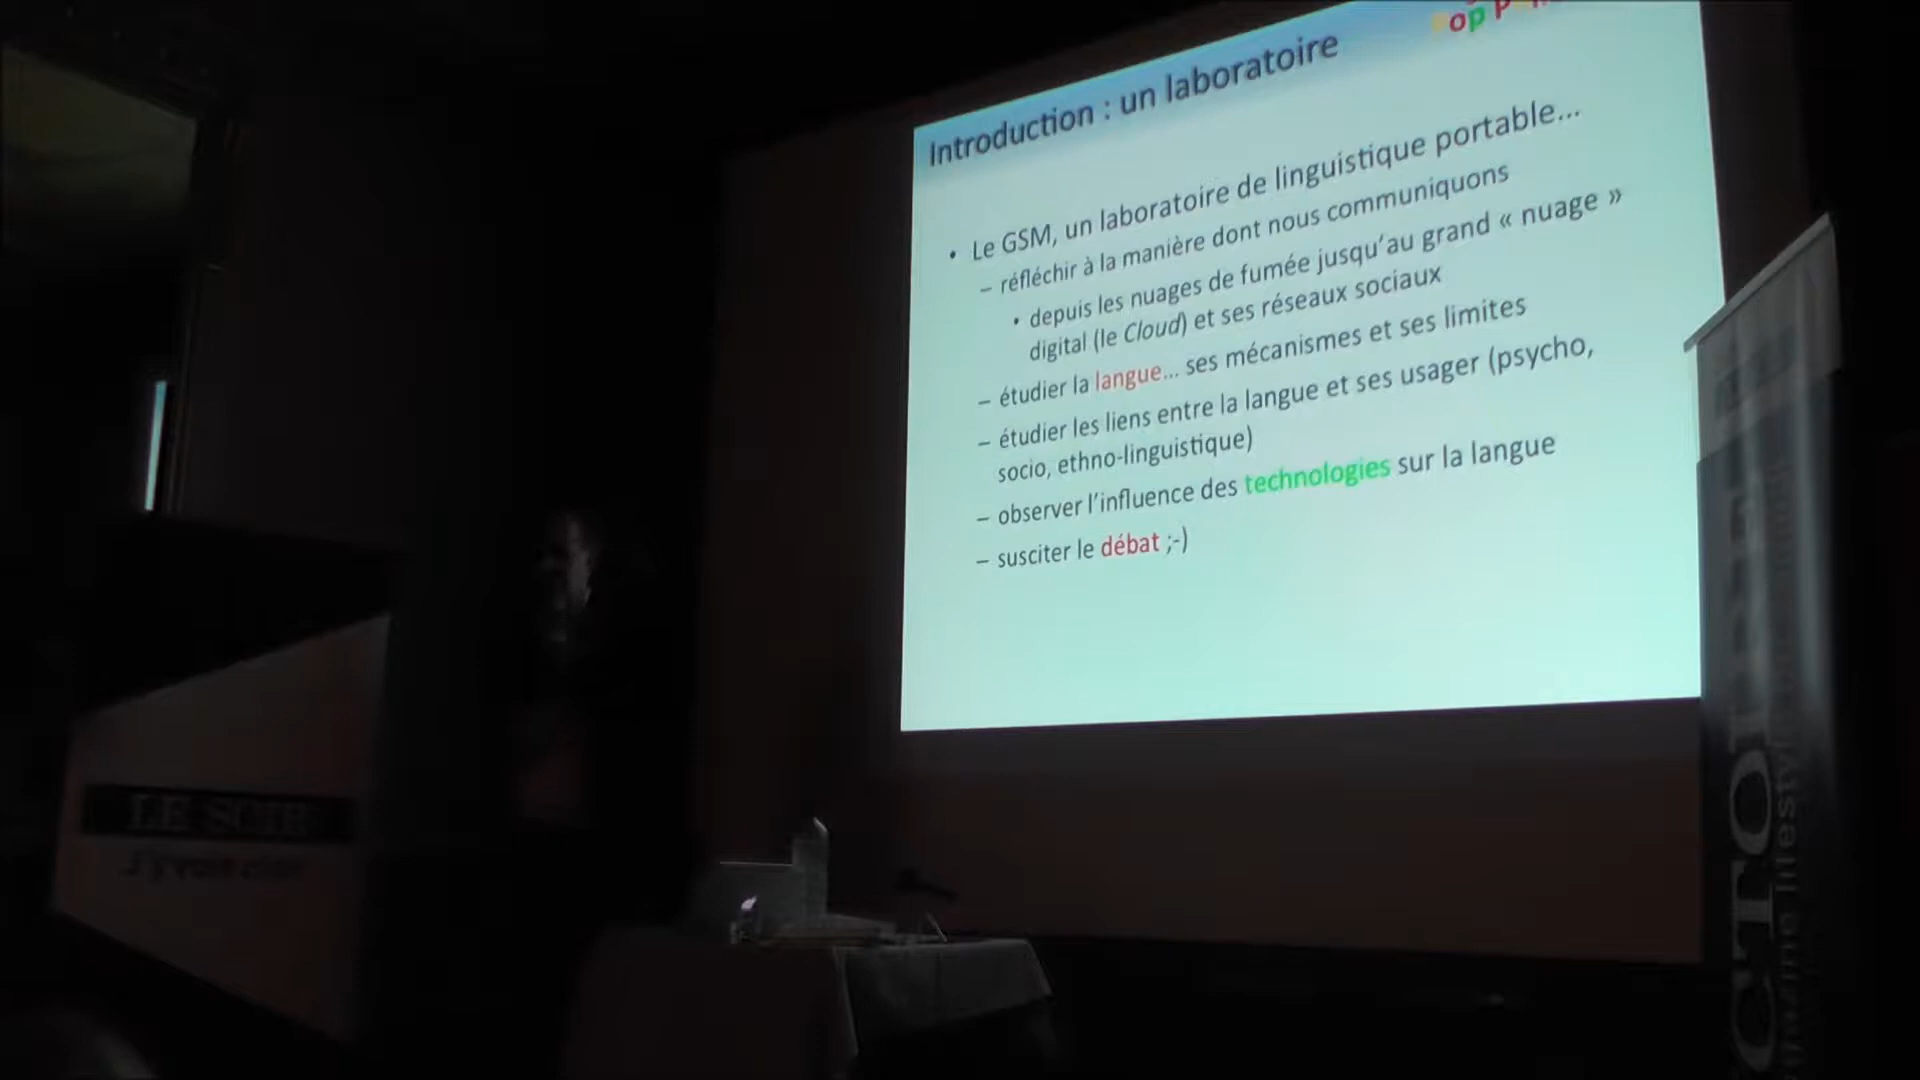 op
Introduction : un laboratoire
• Le GSM, un laboratoire de linguistique portable...
– réfléchir à la manière dont nous communiquons
• depuis les nuages de fumée jusqu'au grand « nuage »
digital (le Cloud) et ses réseaux sociaux
– étudier la langue... ses mécanismes et ses limites
– étudier les liens entre la langue et ses usager (psycho,
socio, ethno-linguistique)
– observer l'influence des technologies sur la langue
– susciter le débat ;-)
LE SOIR
J'y vois clair